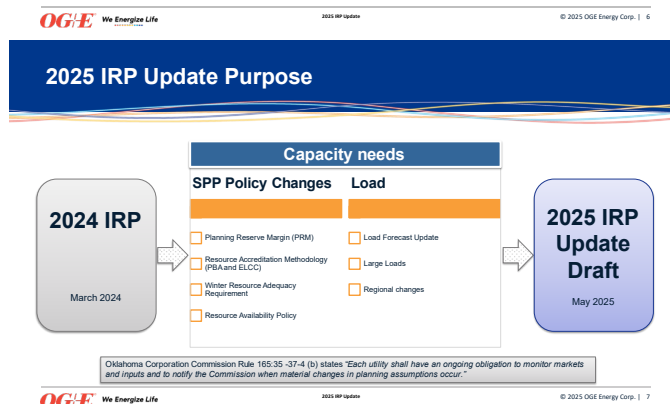 OG+E We Energize Life
2025 IRP Update
© 2025 OGE Energy Corp. | 6
2025 IRP Update Purpose
Capacity needs
SPP Policy Changes
Load
2024 IRP
March 2024
Planning Reserve Margin (PRM)
Resource Accreditation Methodology
(PBA and ELCC)
Winter Resource Adequacy
Requirement
Resource Availability Policy
Load Forecast Update
Large Loads
Regional changes
2025 IRP
Update
Draft
May 2025
Oklahoma Corporation Commission Rule 165:35 -37-4 (b) states “Each utility shall have an ongoing obligation to monitor markets
and inputs and to notify the Commission when material changes in planning assumptions occur.”
OG+E We Energize Life
2025 IRP Update
© 2025 OGE Energy Corp. | 7